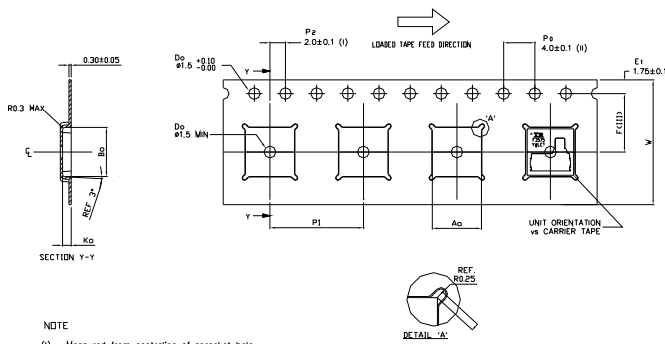 P2
2.0±0.1 (I)
LOADED TAPE FEED DIRECTION
P0
4.0±0.1 (II)
E1
1.75±0.1
0.30±0.05
Do +0.10
ø1.5 -0.00
Y
R0.3 MAX
Do
ø1.5 MIN
'A'
F(III)
W
Bo
REF 3°
Y
P1
Ao
Ko
SECTION Y-Y
UNIT ORIENTATION
vs CARRIER TAPE
REF.
R0.25
DETAIL 'A'
NOTE
(I) Measured from centerline of sprocket hole